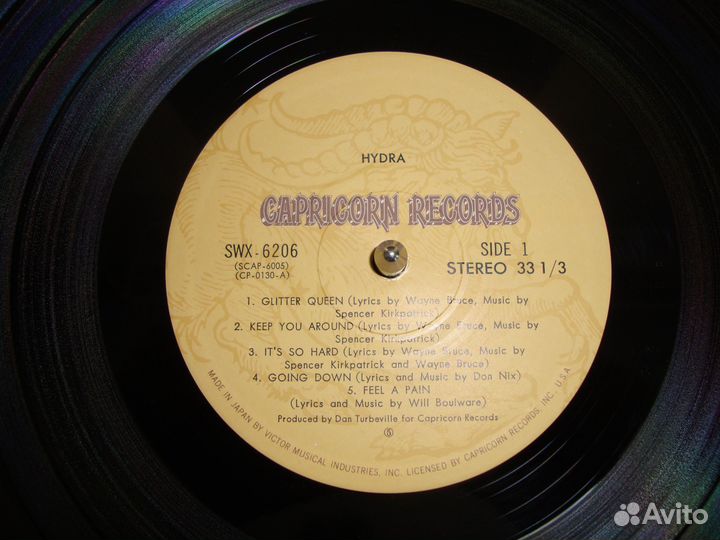 HYDRA
CAPRICORN RECORDS
SWX-6206
(SCAP-6005)
(CP-0130-A)
SIDE 1
STEREO 33 1/3
1. GLITTER QUEEN (Lyrics by Wayne Bruce, Music by
Spencer Kirkpatrick)
2. KEEP YOU AROUND (Lyrics by Wayne Bruce, Music by
Spencer Kirkpatrick)
3. IT'S SO HARD (Lyrics by Wayne Bruce, Music by
Spencer Kirkpatrick and Wayne Bruce)
4. GOING DOWN (Lyrics and Music by Don Nix)
5. FEEL A PAIN
(Lyrics and Music by Will Boulware)
Produced by Dan Turbeville for Capricorn Records
MADE IN JAPAN BY VICTOR MUSICAL INDUSTRIES, INC. LICENSED BY CAPRICORN RECORDS, INC. U.S.A
Avito